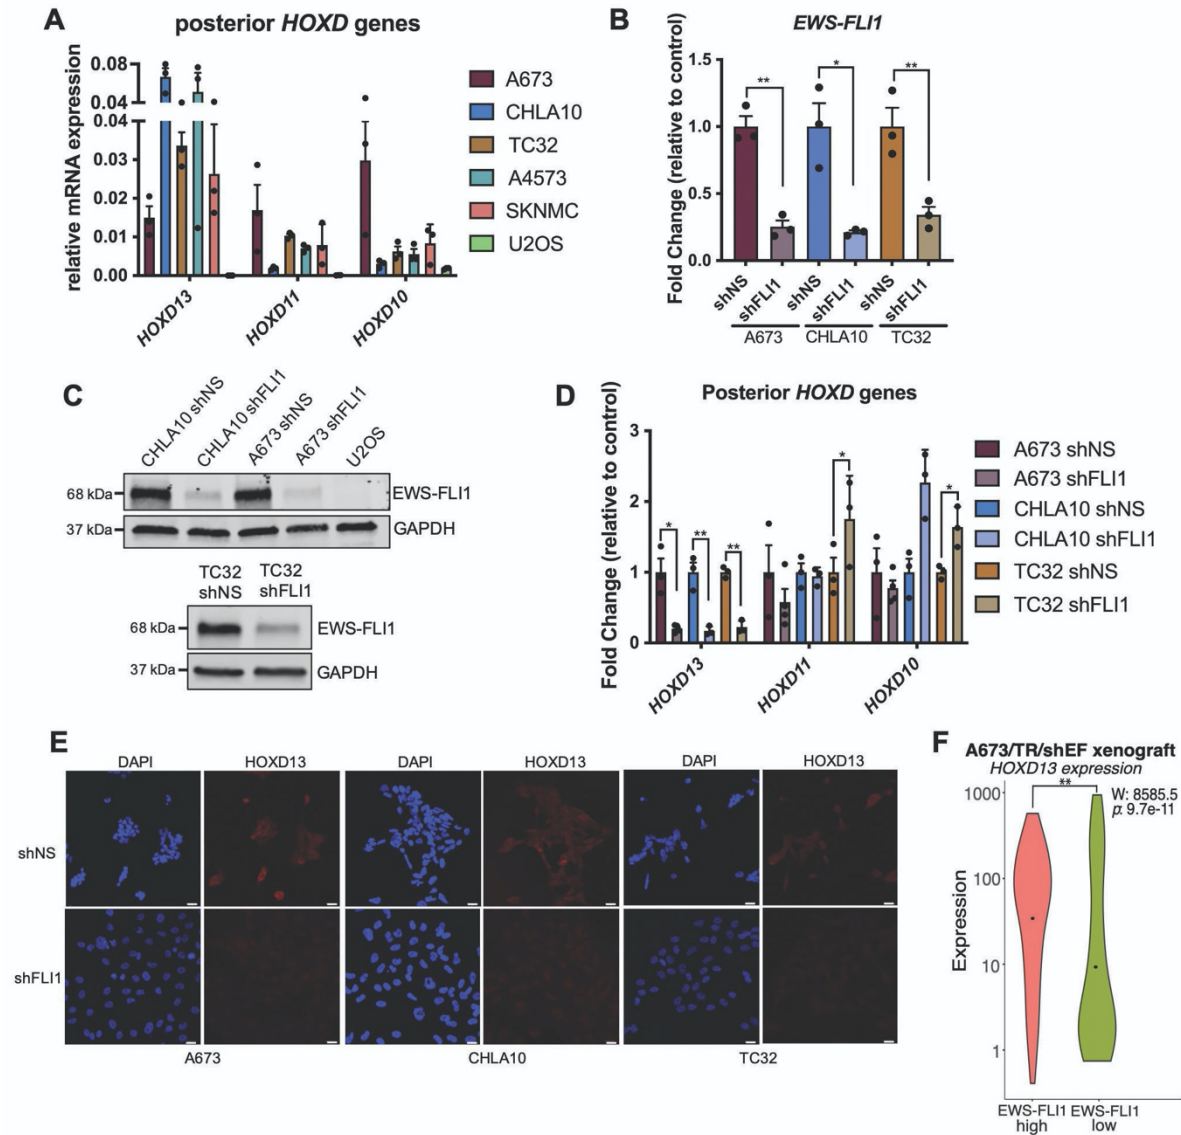 A
posterior HOXD genes
relative mRNA expression
0.08
0.04
0.04
0.03
0.02
0.01
0.00
HOXD13
HOXD11
HOXD10
A673
CHLA10
TC32
A4573
SKNMC
U2OS
B
EWS-FLI1
Fold Change (relative to control)
1.5
1.0
0.5
0.0
**
*
**
shNS
shFLI1
shNS
shFLI1
shNS
shFLI1
A673
CHLA10
TC32
C
CHLA10 shNS
CHLA10 shFLI1
A673 shNS
A673 shFLI1
U2OS
68 kDa
EWS-FLI1
37 kDa
GAPDH
TC32 shNS
TC32 shFLI1
68 kDa
EWS-FLI1
37 kDa
GAPDH
D
Posterior HOXD genes
Fold Change (relative to control)
3
2
1
0
*
**
**
*
*
HOXD13
HOXD11
HOXD10
A673 shNS
A673 shFLI1
CHLA10 shNS
CHLA10 shFLI1
TC32 shNS
TC32 shFLI1
E
DAPI
HOXD13
DAPI
HOXD13
DAPI
HOXD13
shNS
shFLI1
A673
CHLA10
TC32
F
A673/TR/shEF xenograft
HOXD13 expression
**
W: 8585.5
p: 9.7e-11
Expression
1000
100
10
1
EWS-FLI1
high
EWS-FLI1
low